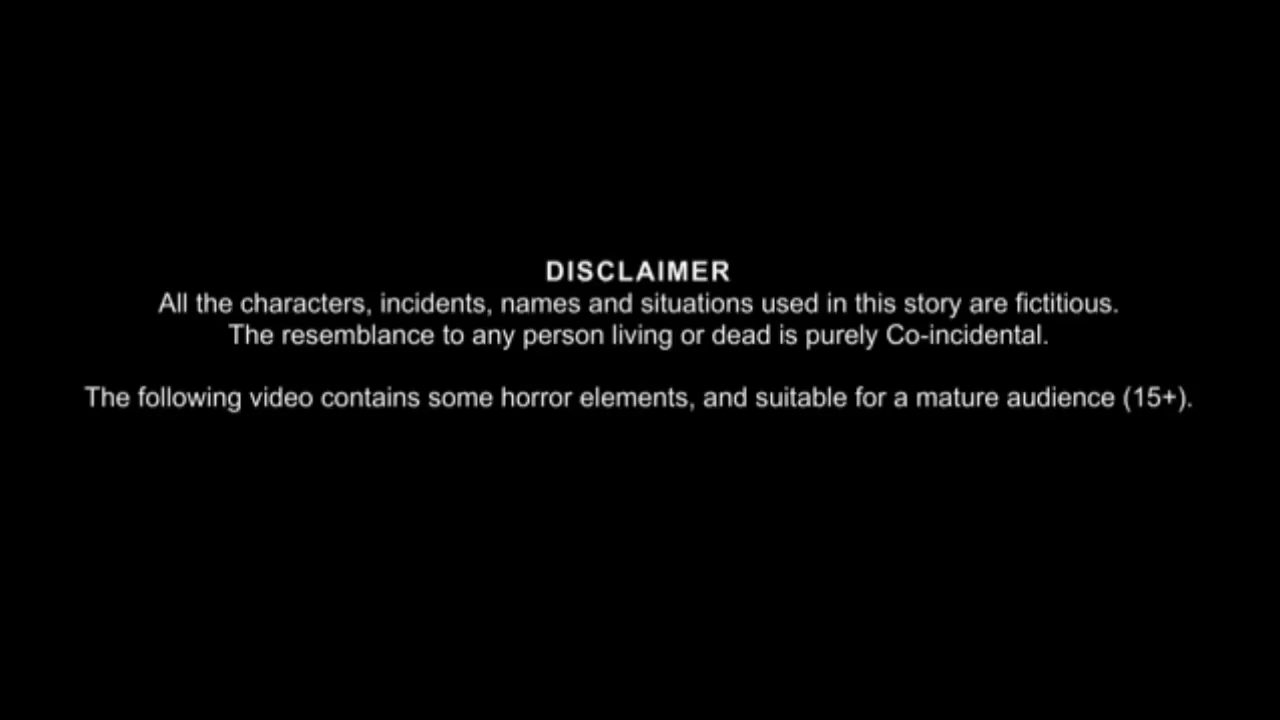 DISCLAIMER
All the characters, incidents, names and situations used in this story are fictitious.
The resemblance to any person living or dead is purely Co-incidental.
The following video contains some horror elements, and suitable for a mature audience (15+).